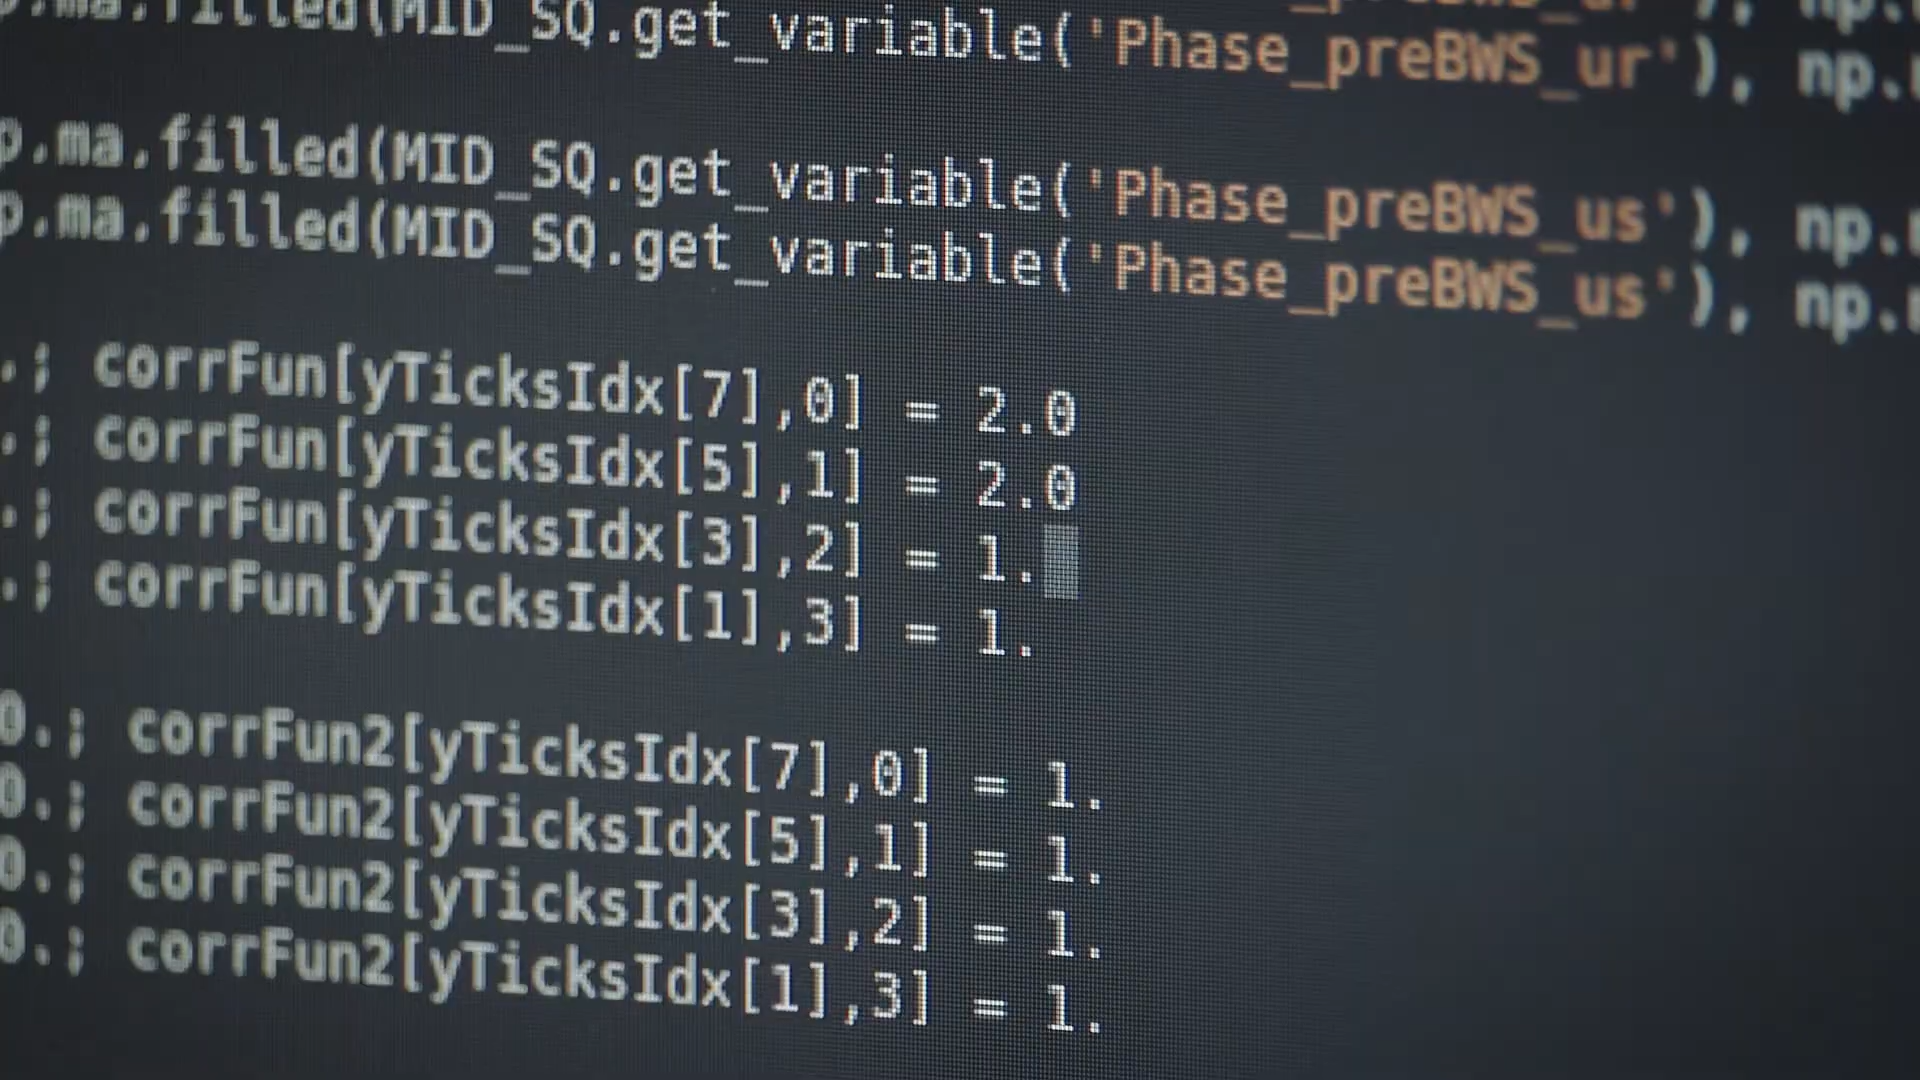 .ma.filled(MID_SQ.get_variable('Phase_preBWS_ur'), np.
p.ma.filled(MID_SQ.get_variable('Phase_preBWS_us'), np.
p.ma.filled(MID_SQ.get_variable('Phase_preBWS_us'), np.
.; corrFun[yTicksIdx[7],0] = 2.0
.; corrFun[yTicksIdx[5],1] = 2.0
.; corrFun[yTicksIdx[3],2] = 1.
.; corrFun[yTicksIdx[1],3] = 1.
0.; corrFun2[yTicksIdx[7],0] = 1.
0.; corrFun2[yTicksIdx[5],1] = 1.
0.; corrFun2[yTicksIdx[3],2] = 1.
0.; corrFun2[yTicksIdx[1],3] = 1.